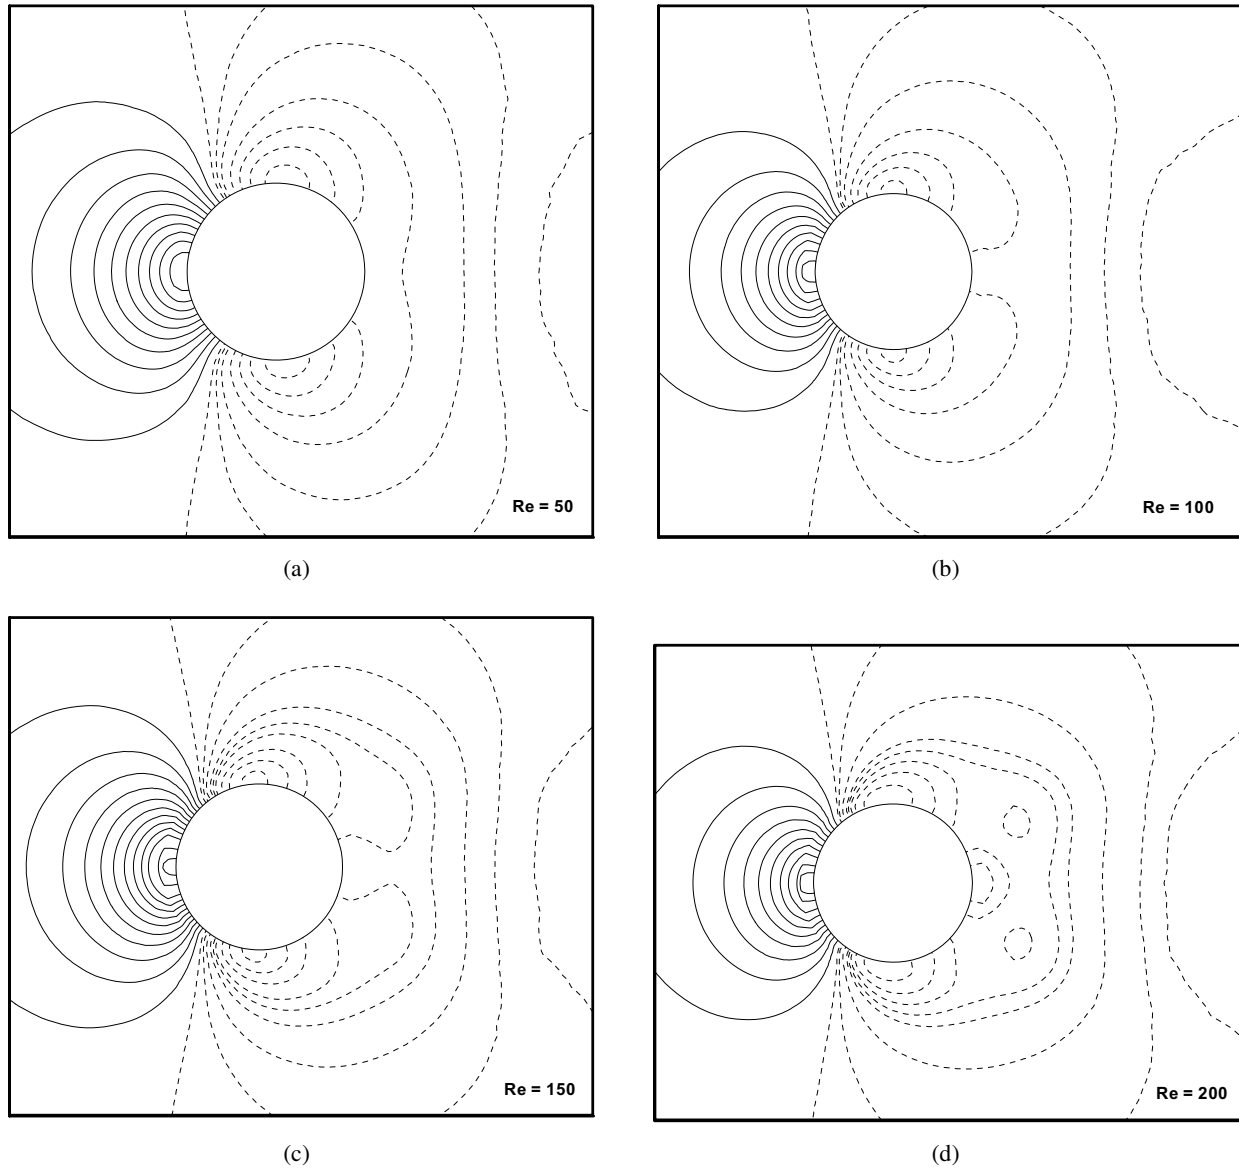 Re = 50
Re = 100
(a)
(b)
Re = 150
Re = 200
(c)
(d)